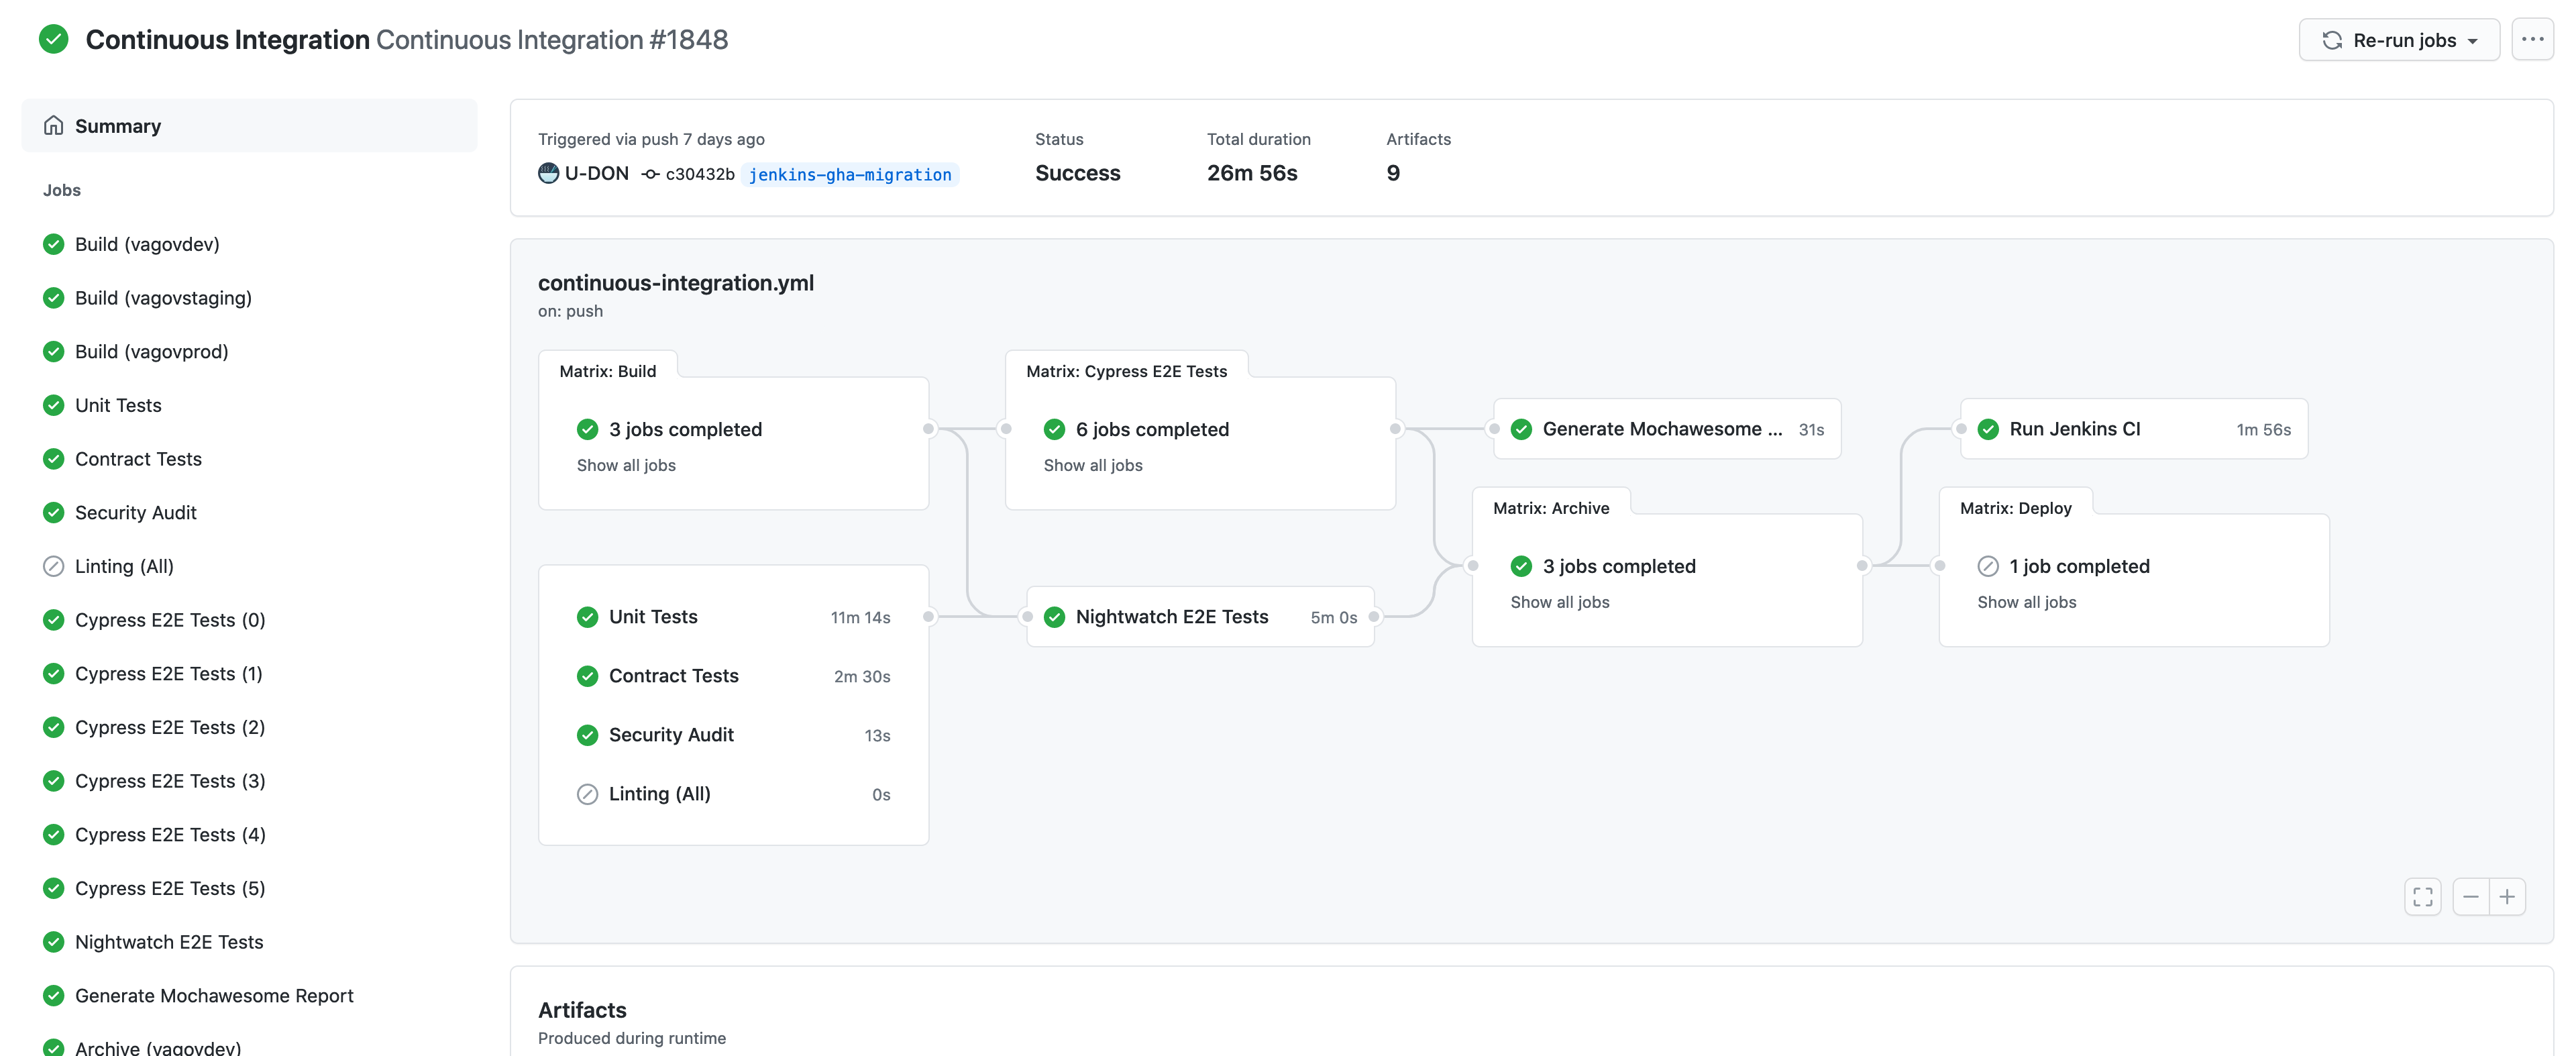 Continuous Integration Continuous Integration #1848
Re-run jobs
Summary
Jobs
Build (vagovdev)
Build (vagovstaging)
Build (vagovprod)
Unit Tests
Contract Tests
Security Audit
Linting (All)
Cypress E2E Tests (0)
Cypress E2E Tests (1)
Cypress E2E Tests (2)
Cypress E2E Tests (3)
Cypress E2E Tests (4)
Cypress E2E Tests (5)
Nightwatch E2E Tests
Generate Mochawesome Report
Archive (vagovdev)
Triggered via push 7 days ago
U-DON c30432b jenkins-gha-migration
Status
Success
Total duration
26m 56s
Artifacts
9
continuous-integration.yml
on: push
Matrix: Build
3 jobs completed
Show all jobs
Unit Tests 11m 14s
Contract Tests 2m 30s
Security Audit 13s
Linting (All) 0s
Matrix: Cypress E2E Tests
6 jobs completed
Show all jobs
Nightwatch E2E Tests 5m 0s
Generate Mochawesome ... 31s
Matrix: Archive
3 jobs completed
Show all jobs
Run Jenkins CI 1m 56s
Matrix: Deploy
1 job completed
Show all jobs
Artifacts
Produced during runtime